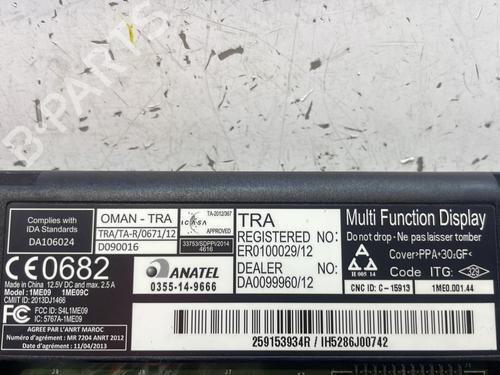 B-PARTS
Complies with
IDA Standards
DA106024
OMAN - TRA
TRA/TA-R/0671/12
D090016
ICASA
TA-2012/367
APPROVED
33753/SDPPI/2014
4616
TRA
REGISTERED NO:
ER0100029/12
DEALER NO:
DA0099960/12
Multi Function Display
Do not drop - Ne pas laisser tomber
Cover>PPA+30%GF<
Code ITG:
H 005 14
CNC ID: C-15913
1ME0.001.44
CE0682
Made in China 12.5V DC and max. 2.5 A
Model: 1ME09 1ME09C
CMIIT ID: 2013DJ1466
FCC ID: S4L1ME09
IC: 5767A-1ME09
ANATEL
0355-14-9666
AGREE PAR L'ANRT MAROC
Numéro d'agrément : MR 7204 ANRT 2012
Date d'agrément : 11/04/2013
259153934R / IH5286J00742